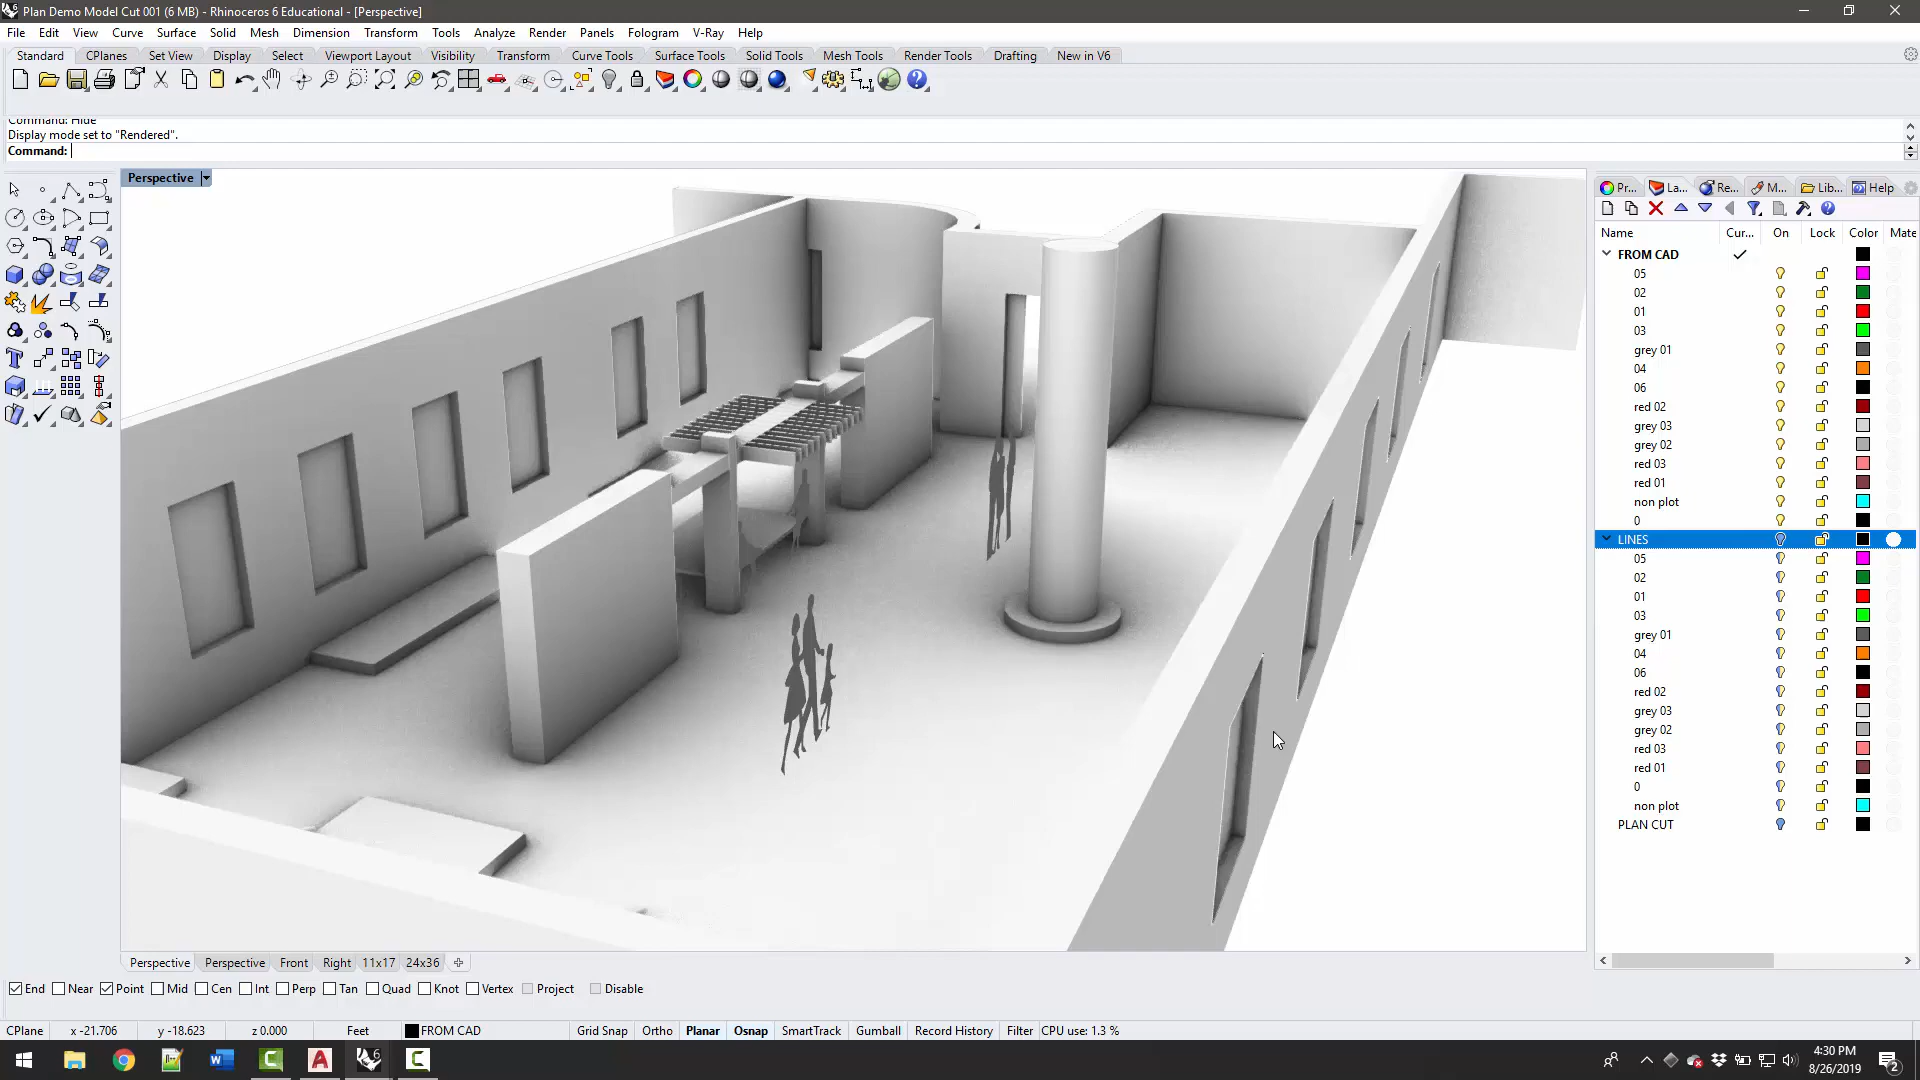 Plan Demo Model Cut 001 (6 MB) - Rhinoceros 6 Educational - [Perspective]
File Edit View Curve Surface Solid Mesh Dimension Transform Tools Analyze Render Panels Fologram V-Ray Help
Standard CPlanes Set View Display Select Viewport Layout Visibility Transform Curve Tools Surface Tools Solid Tools Mesh Tools Render Tools Drafting New in V6
Command: Hide
Display mode set to "Rendered".
Command:
Perspective
Pr... La... Re... M... Lib... Help
Name Cur... On Lock Color Mate
FROM CAD
05
02
01
03
grey 01
04
06
red 02
grey 03
grey 02
red 03
red 01
non plot
0
LINES
05
02
01
03
grey 01
04
06
red 02
grey 03
grey 02
red 03
red 01
0
non plot
PLAN CUT
Perspective Perspective Front Right 11x17 24x36
End Near Point Mid Cen Int Perp Tan Quad Knot Vertex Project Disable
CPlane x -21.706 y -18.623 z 0.000 Feet FROM CAD Grid Snap Ortho Planar Osnap SmartTrack Gumball Record History Filter CPU use: 1.3 %
4:30 PM
8/26/2019
2